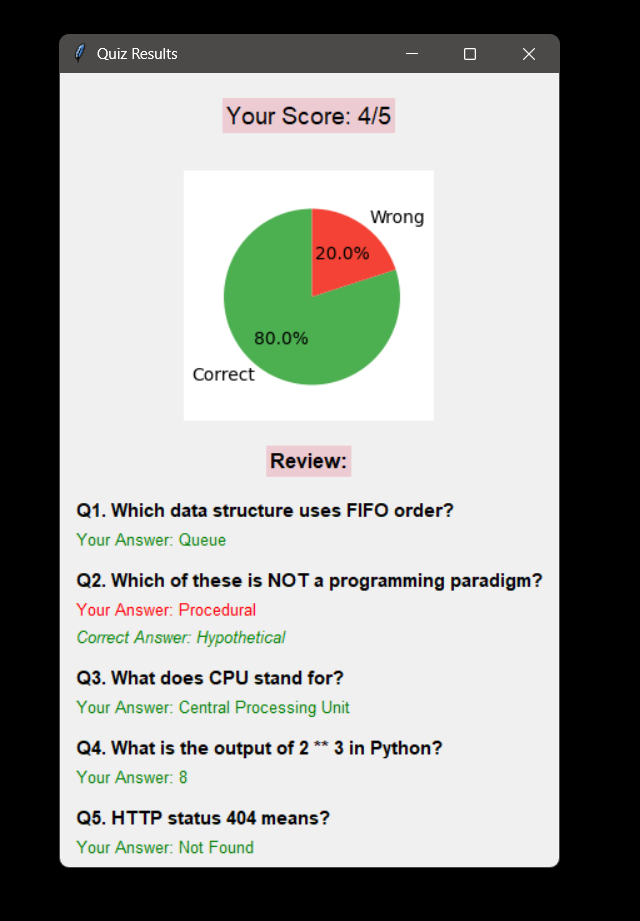 Quiz Results
Your Score: 4/5
Wrong
20.0%
80.0%
Correct
Review:
Q1. Which data structure uses FIFO order?
Your Answer: Queue
Q2. Which of these is NOT a programming paradigm?
Your Answer: Procedural
Correct Answer: Hypothetical
Q3. What does CPU stand for?
Your Answer: Central Processing Unit
Q4. What is the output of 2 ** 3 in Python?
Your Answer: 8
Q5. HTTP status 404 means?
Your Answer: Not Found